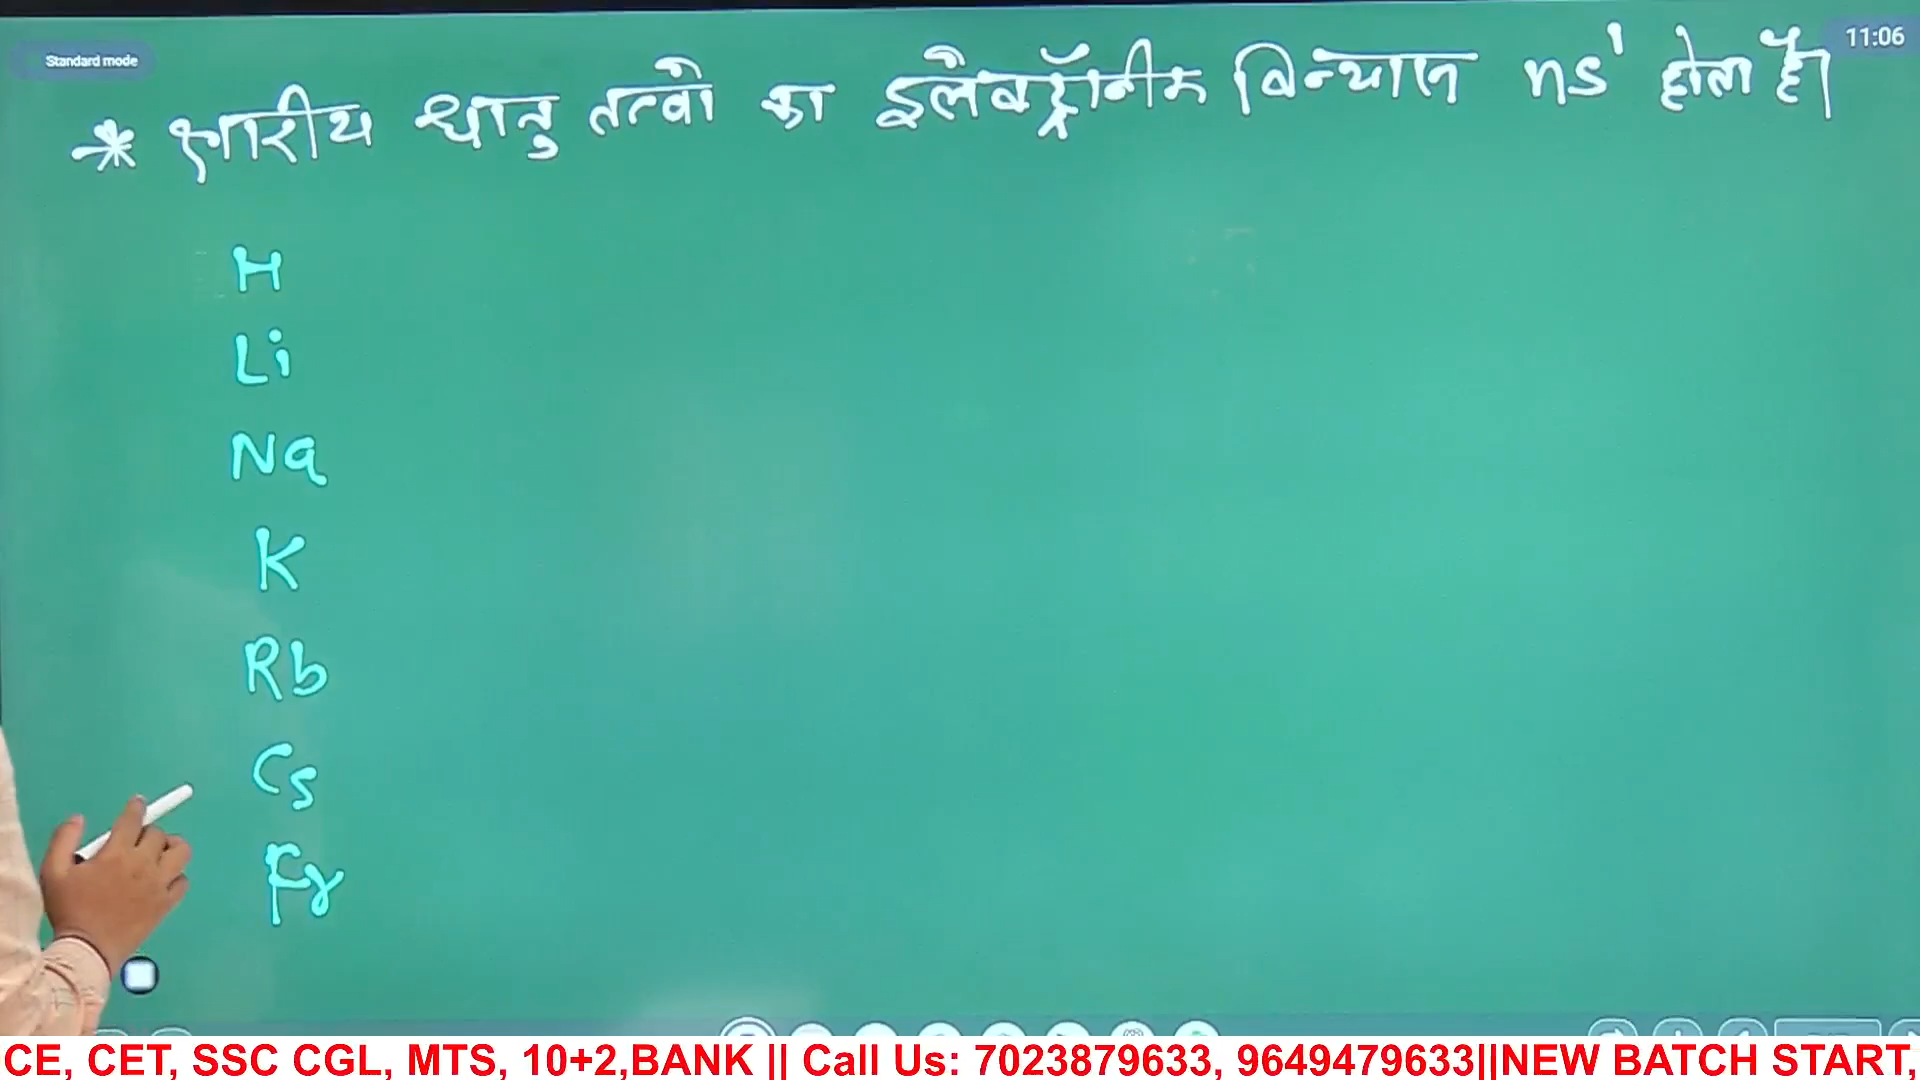 Standard mode
11:06
* क्षारीय धातु तत्वो का इलैक्ट्रॉनीक विन्यास ns¹ होता हैं।
H
Li
Na
K
Rb
Cs
Fr
CE, CET, SSC CGL, MTS, 10+2,BANK || Call Us: 7023879633, 9649479633||NEW BATCH START,